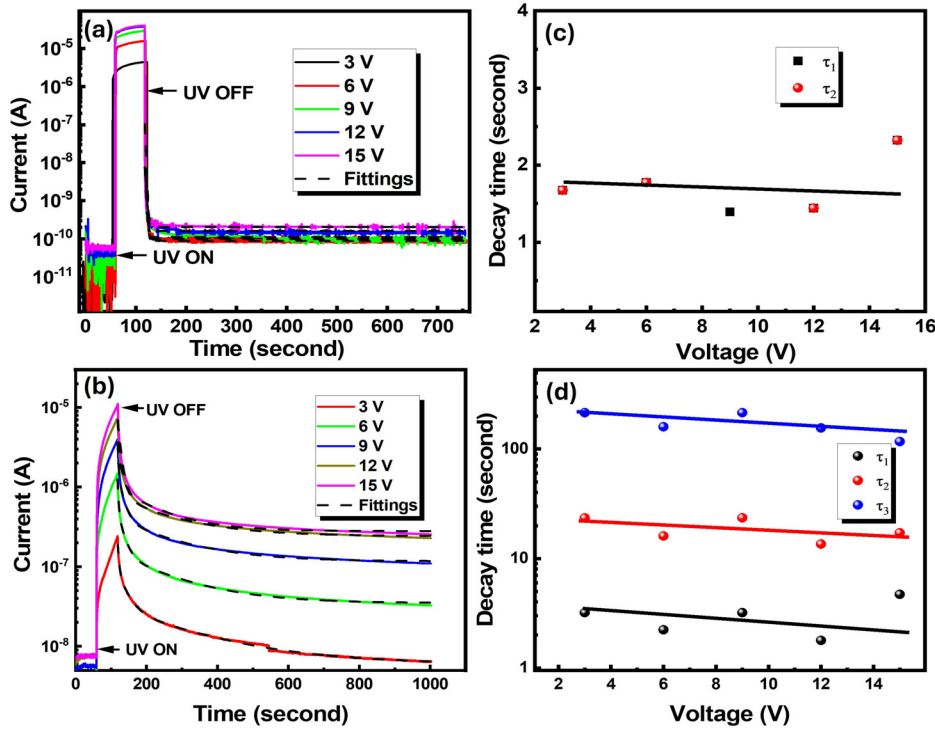 (a)
Current (A)
10⁻⁵
10⁻⁶
10⁻⁷
10⁻⁸
10⁻⁹
10⁻¹⁰
10⁻¹¹
3 V
6 V
9 V
12 V
15 V
Fittings
UV OFF
UV ON
0 100 200 300 400 500 600 700
Time (second)
(c)
Decay time (second)
4
3
2
1
0
τ₁
τ₂
2 4 6 8 10 12 14 16
Voltage (V)
(b)
Current (A)
10⁻⁵
10⁻⁶
10⁻⁷
10⁻⁸
UV OFF
3 V
6 V
9 V
12 V
15 V
Fittings
UV ON
0 200 400 600 800 1000
Time (second)
(d)
Decay time (second)
100
10
1
τ₁
τ₂
τ₃
2 4 6 8 10 12 14
Voltage (V)